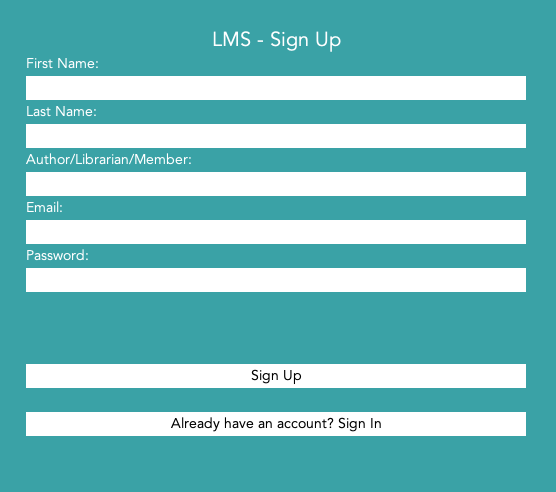 LMS - Sign Up
First Name:
Last Name:
Author/Librarian/Member:
Email:
Password:
Sign Up
Already have an account? Sign In